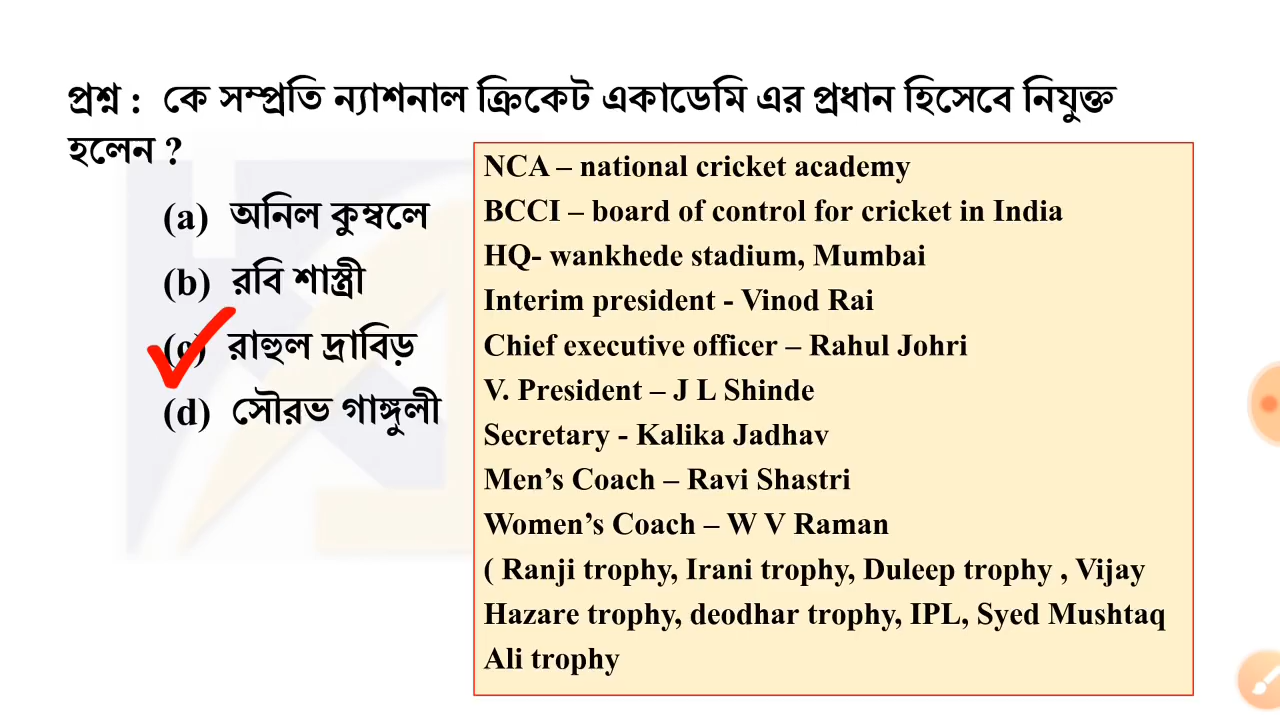 প্রশ্ন : কে সম্প্রতি ন্যাশনাল ক্রিকেট একাডেমি এর প্রধান হিসেবে নিযুক্ত
হলেন ?
(a) অনিল কুম্বলে
(b) রবি শাস্ত্রী
(c) রাহুল দ্রাবিড়
(d) সৌরভ গাঙ্গুলী
NCA – national cricket academy
BCCI – board of control for cricket in India
HQ- wankhede stadium, Mumbai
Interim president - Vinod Rai
Chief executive officer – Rahul Johri
V. President – J L Shinde
Secretary - Kalika Jadhav
Men’s Coach – Ravi Shastri
Women’s Coach – W V Raman
( Ranji trophy, Irani trophy, Duleep trophy , Vijay
Hazare trophy, deodhar trophy, IPL, Syed Mushtaq
Ali trophy